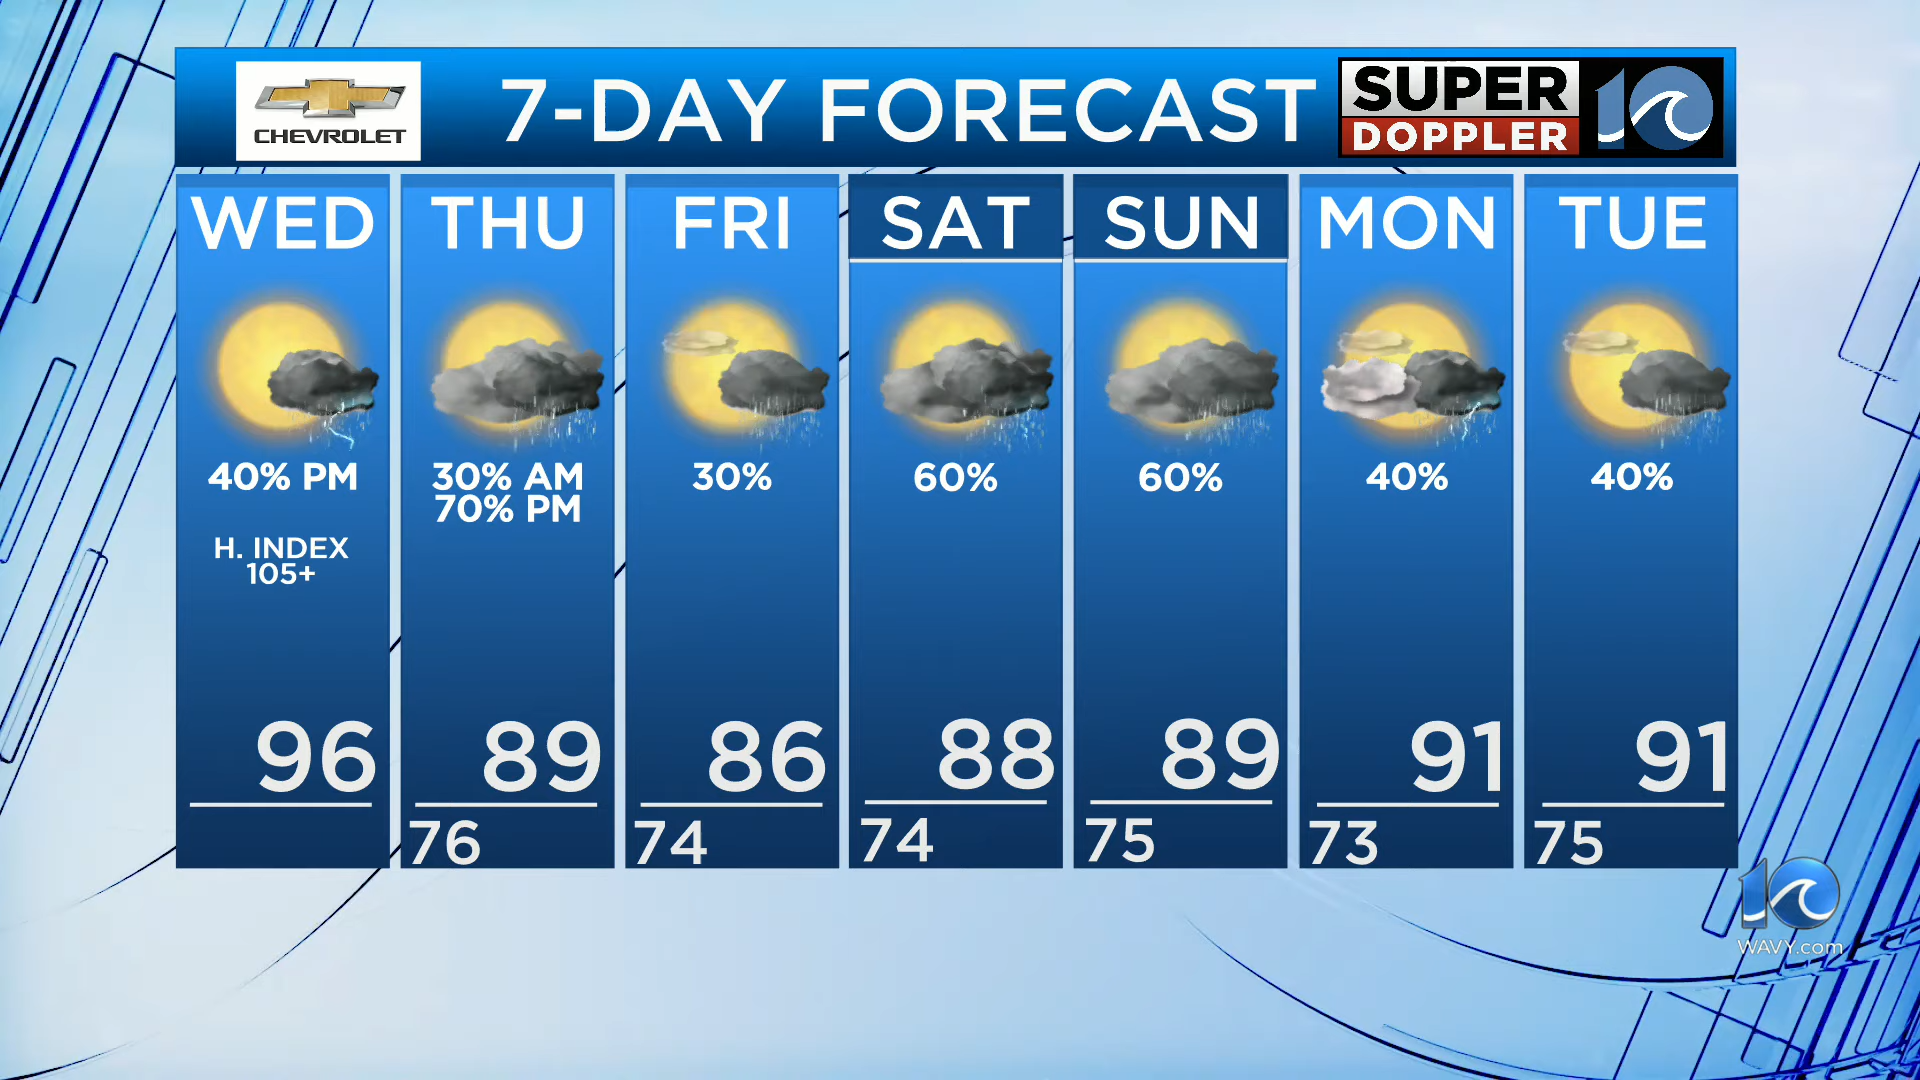 CHEVROLET
7-DAY FORECAST
SUPER
DOPPLER
10
WED
THU
FRI
SAT
SUN
MON
TUE
40% PM
30% AM
70% PM
30%
60%
60%
40%
40%
H. INDEX
105+
96
89
86
88
89
91
91
76
74
74
75
73
75
10
WAVY.com